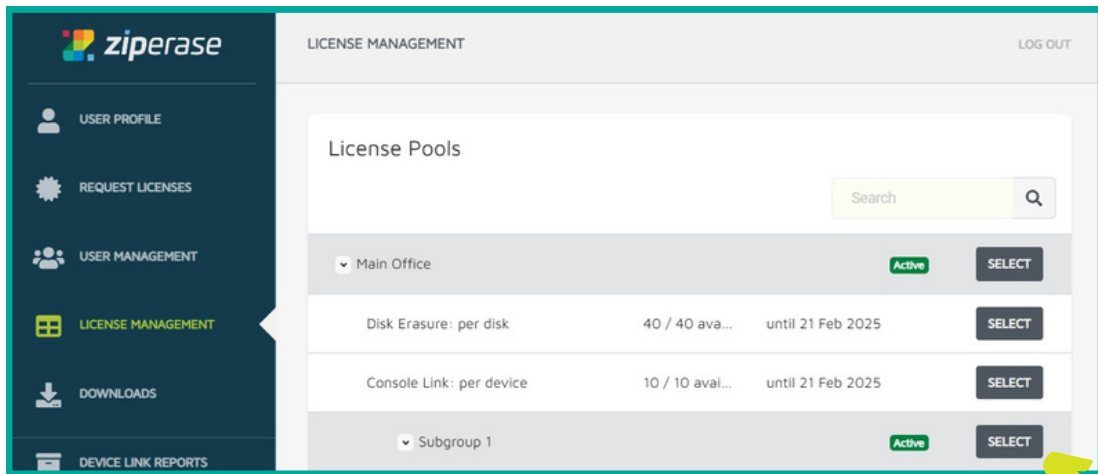 ziperase
LICENSE MANAGEMENT
LOG OUT
USER PROFILE
REQUEST LICENSES
USER MANAGEMENT
LICENSE MANAGEMENT
DOWNLOADS
DEVICE LINK REPORTS
License Pools
Search
Main Office Active SELECT
Disk Erasure: per disk 40 / 40 ava... until 21 Feb 2025 SELECT
Console Link: per device 10 / 10 avai... until 21 Feb 2025 SELECT
Subgroup 1 Active SELECT